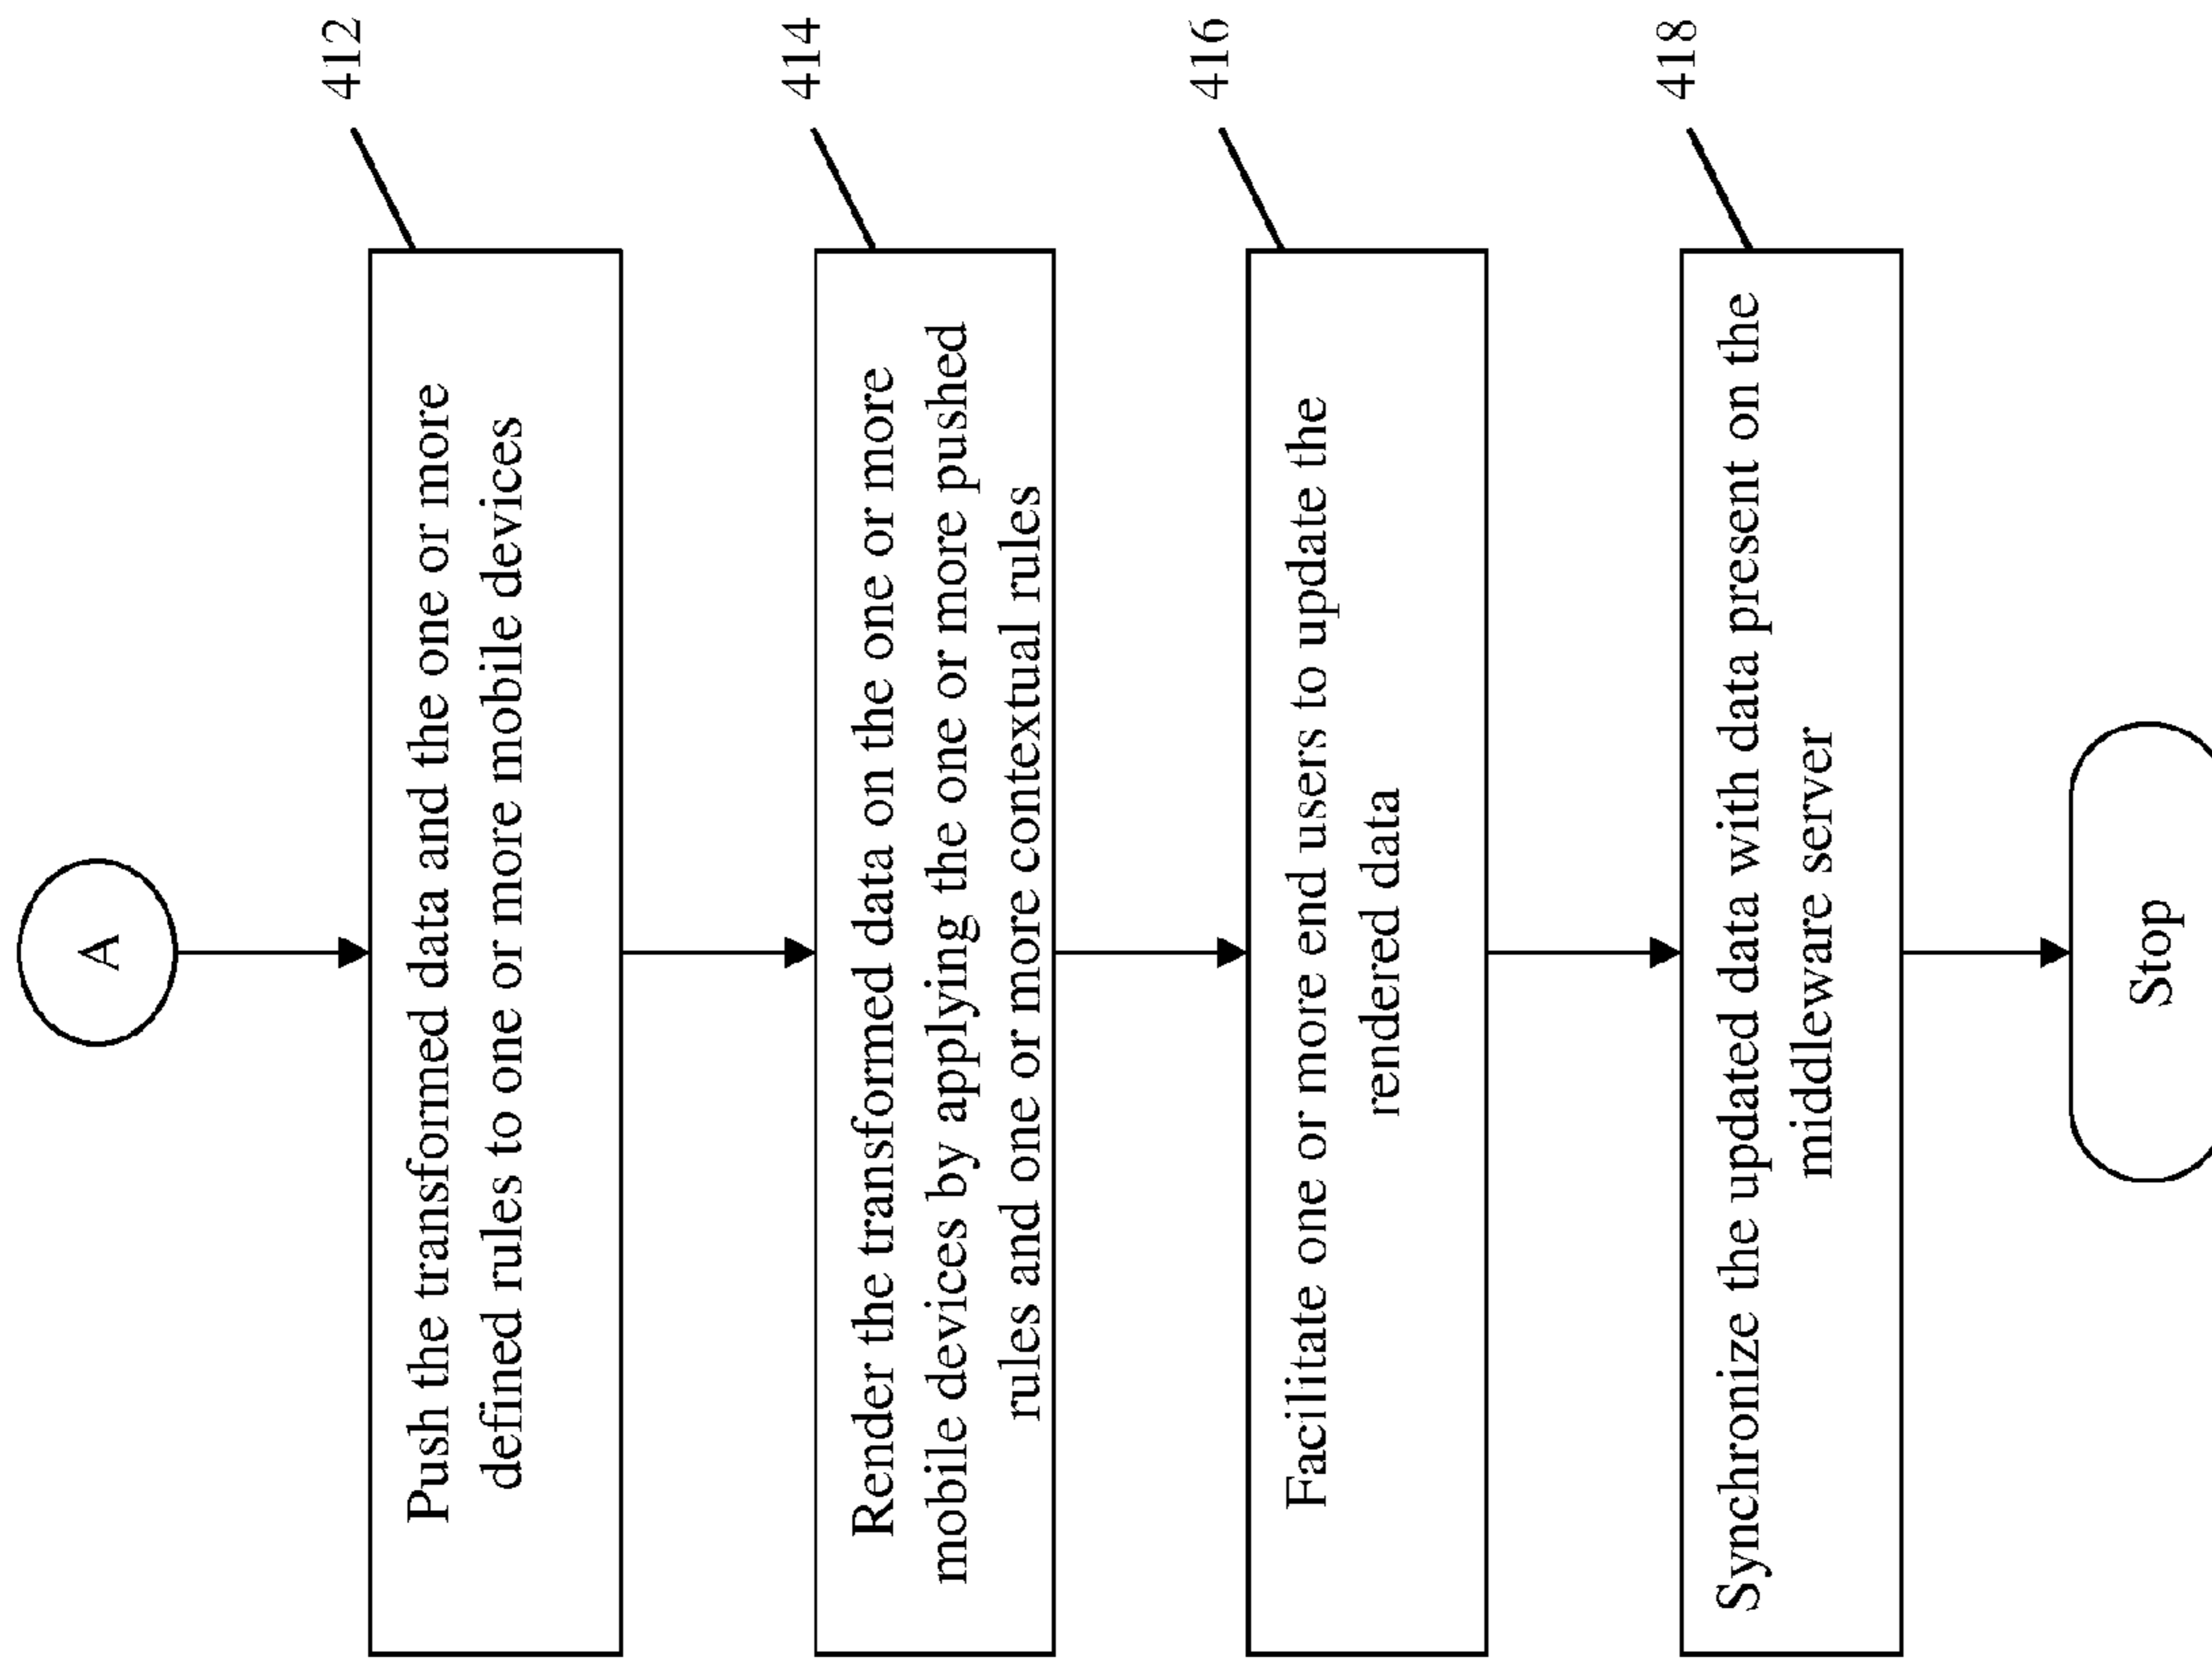 A
412
Push the transformed data and the one or more
defined rules to one or more mobile devices
414
Render the transformed data on the one or more
mobile devices by applying the one or more pushed
rules and one or more contextual rules
416
Facilitate one or more end users to update the
rendered data
418
Synchronize the updated data with data present on the
middleware server
Stop